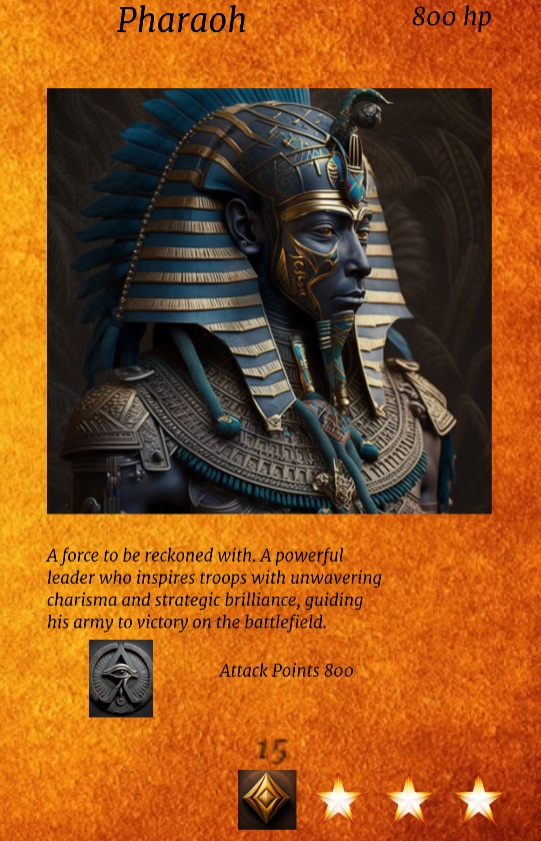 Pharaoh
800 hp
A force to be reckoned with. A powerful
leader who inspires troops with unwavering
charisma and strategic brilliance, guiding
his army to victory on the battlefield.
Attack Points 800
15